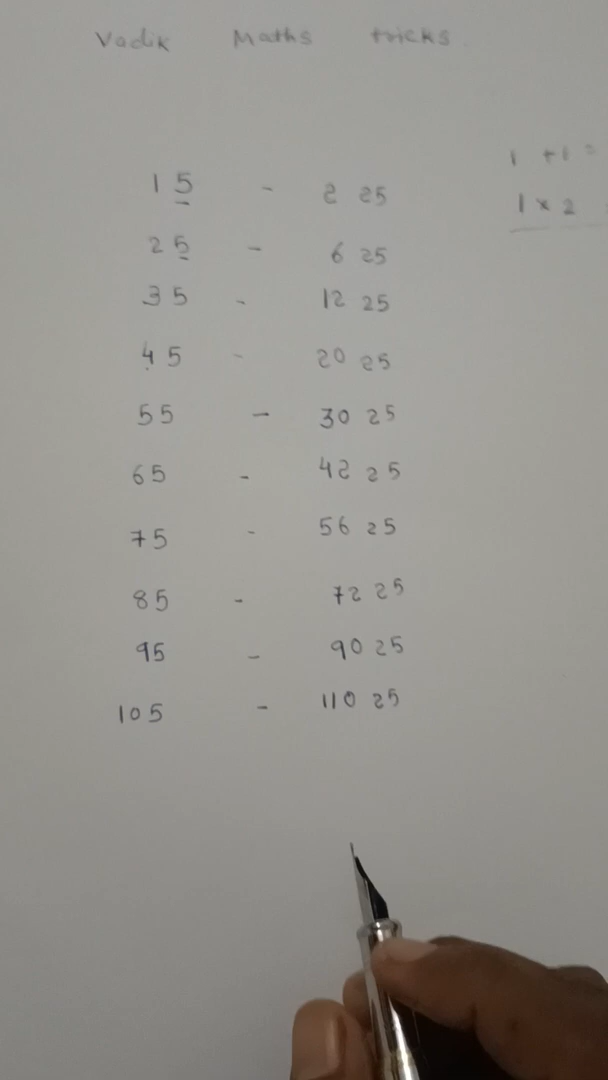 Vadik Maths tricks.
15 - 2 25
25 - 6 25
35 - 12 25
45 - 20 25
55 - 30 25
65 - 42 25
75 - 56 25
85 - 72 25
95 - 90 25
105 - 110 25
1 +1 =
1 x 2